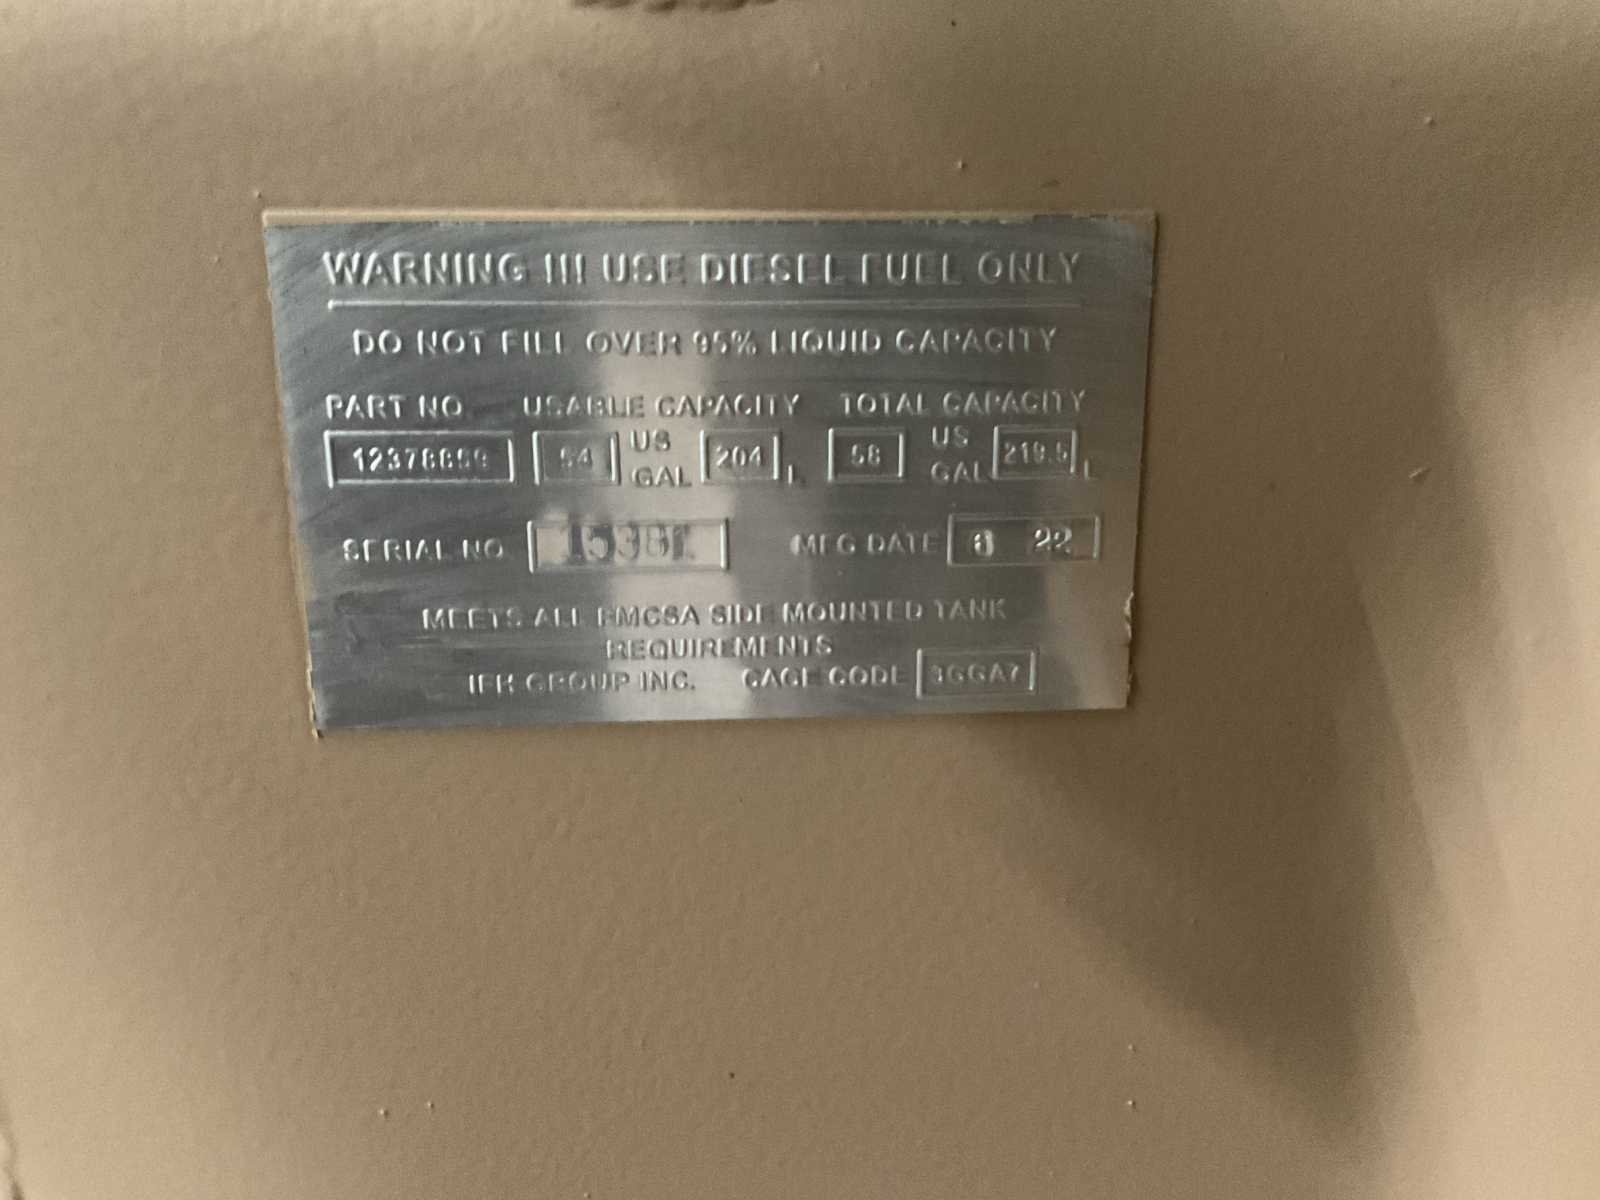 WARNING !!! USE DIESEL FUEL ONLY
DO NOT FILL OVER 95% LIQUID CAPACITY
PART NO. USABLE CAPACITY TOTAL CAPACITY
54 US GAL 204 L 58 US GAL 219.5 L
SERIAL NO. MFG DATE 22
MEETS ALL FMCSA SIDE MOUNTED TANK
REQUIREMENTS
IFH GROUP INC. CAGE CODE 3GGA7